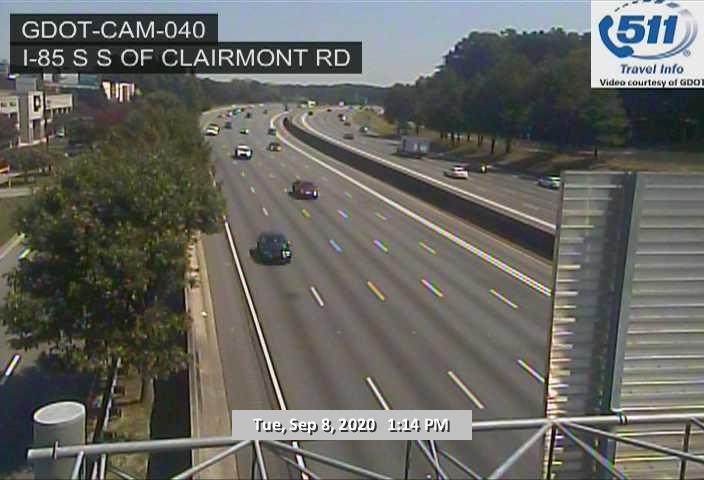 GDOT-CAM-040
I-85 S S OF CLAIRMONT RD
511
Travel Info
Video courtesy of GDOT
Tue, Sep 8, 2020 1:14 PM